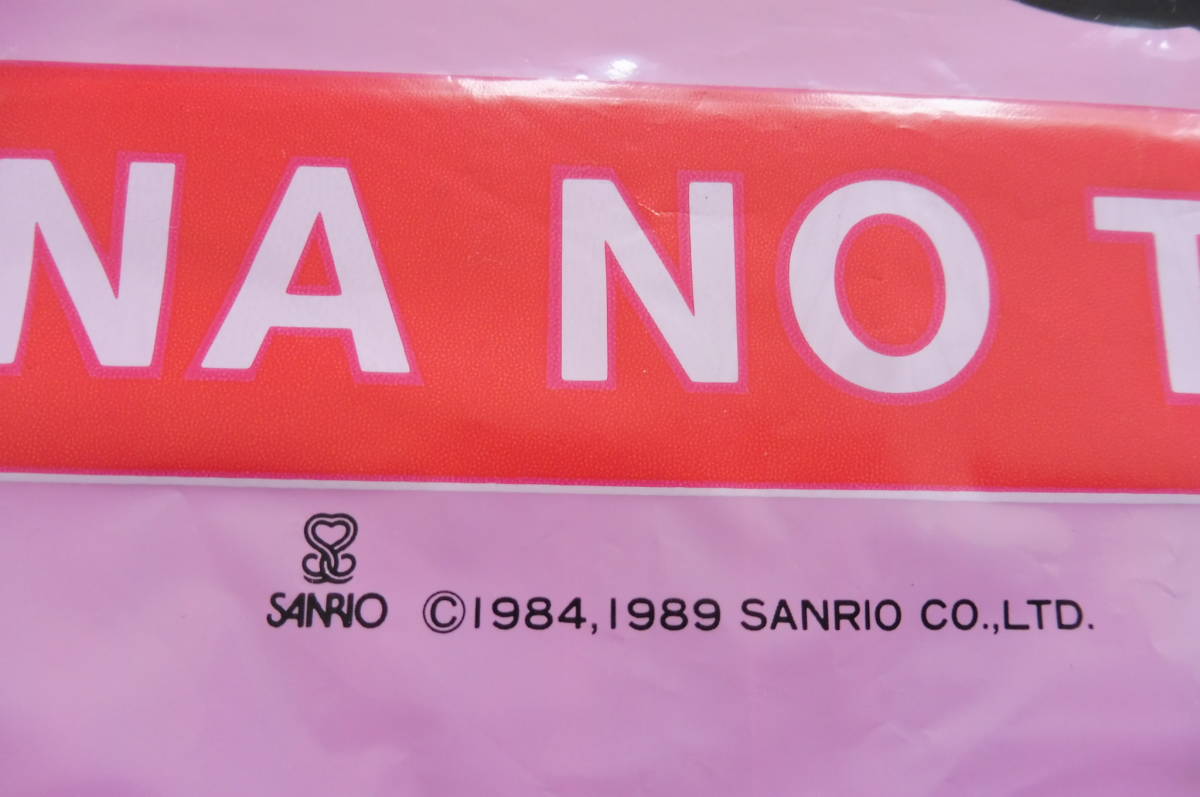 NA NO T
SANRIO ©1984,1989 SANRIO CO.,LTD.